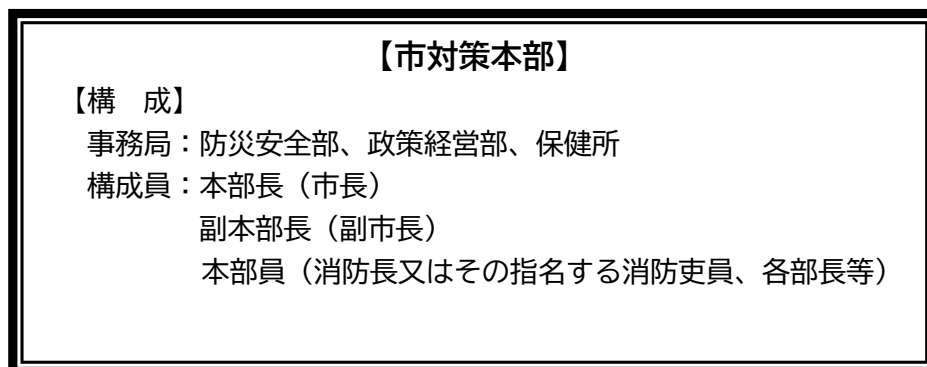 【市対策本部】
【構　成】
事務局：防災安全部、政策経営部、保健所
構成員：本部長（市長）
副本部長（副市長）
本部員（消防長又はその指名する消防吏員、各部長等）